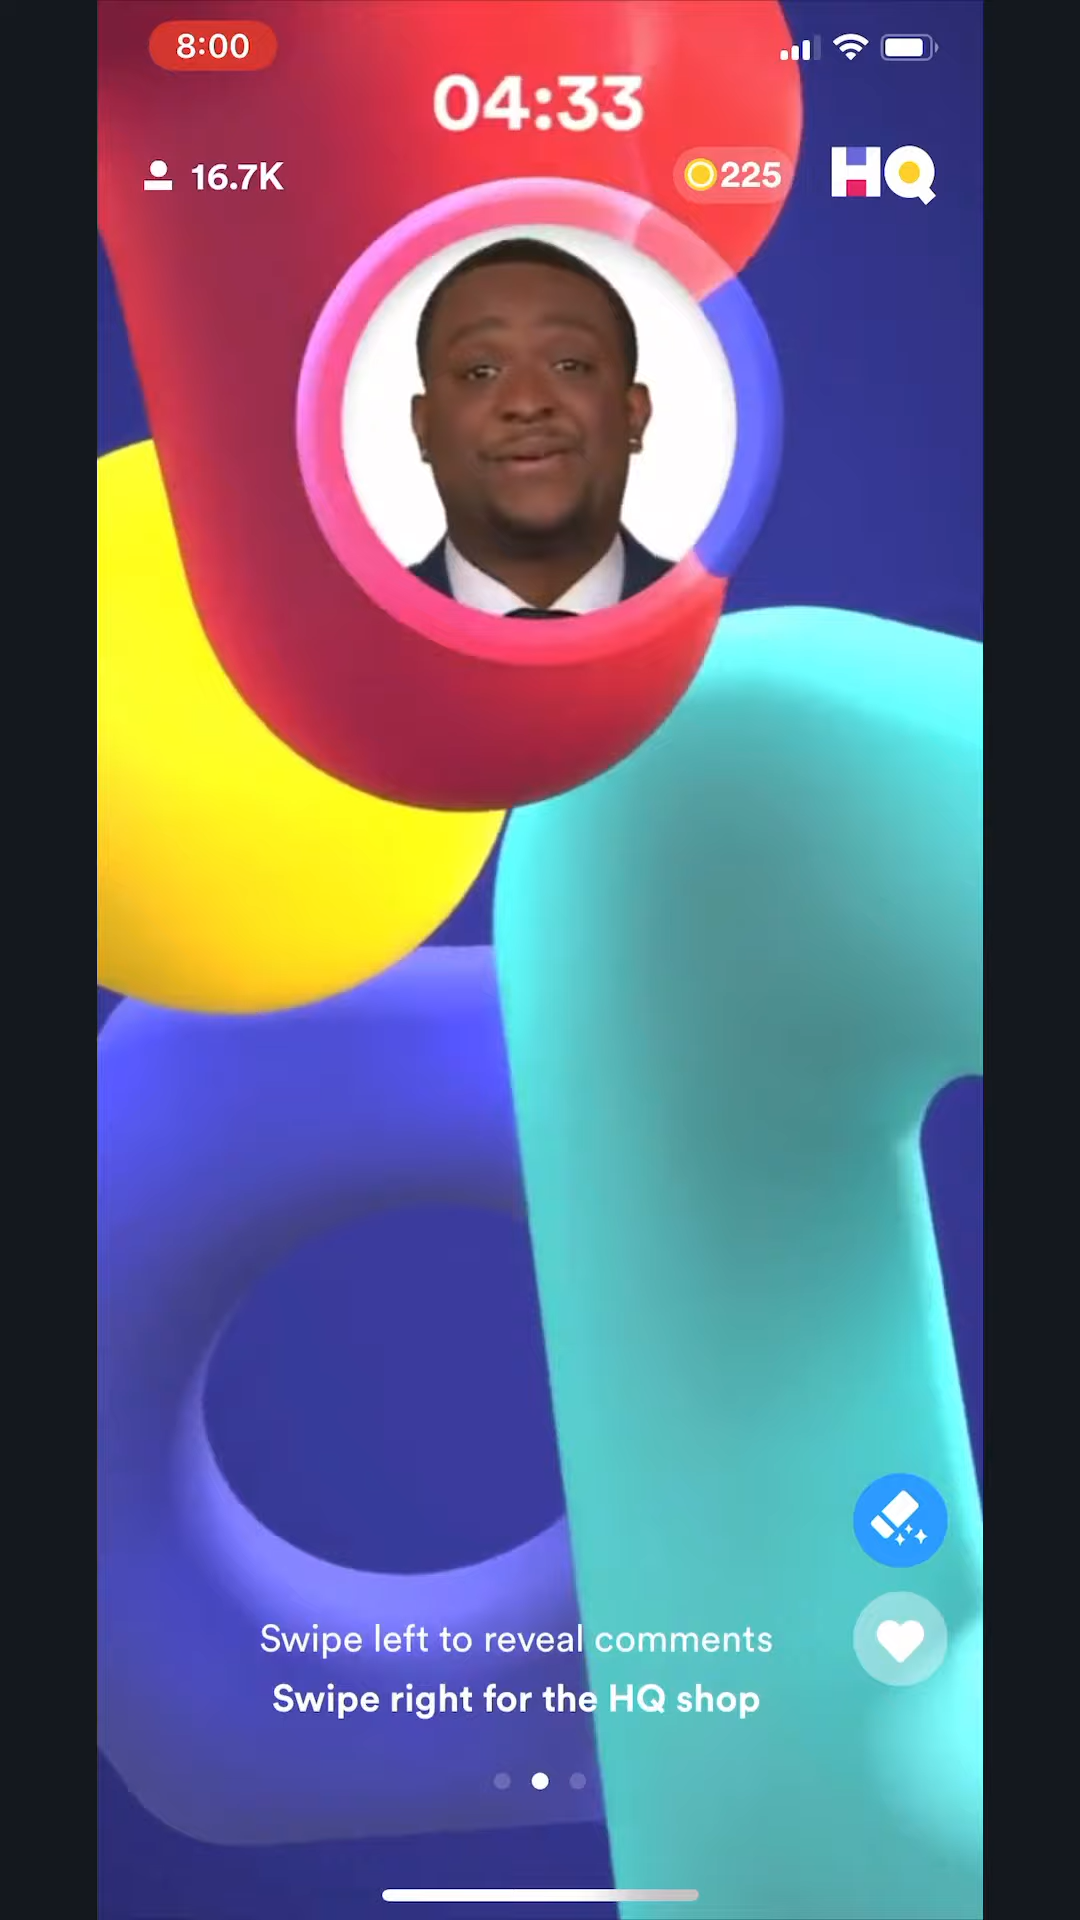 8:00
04:33
16.7K
225
HQ
Swipe left to reveal comments
Swipe right for the HQ shop